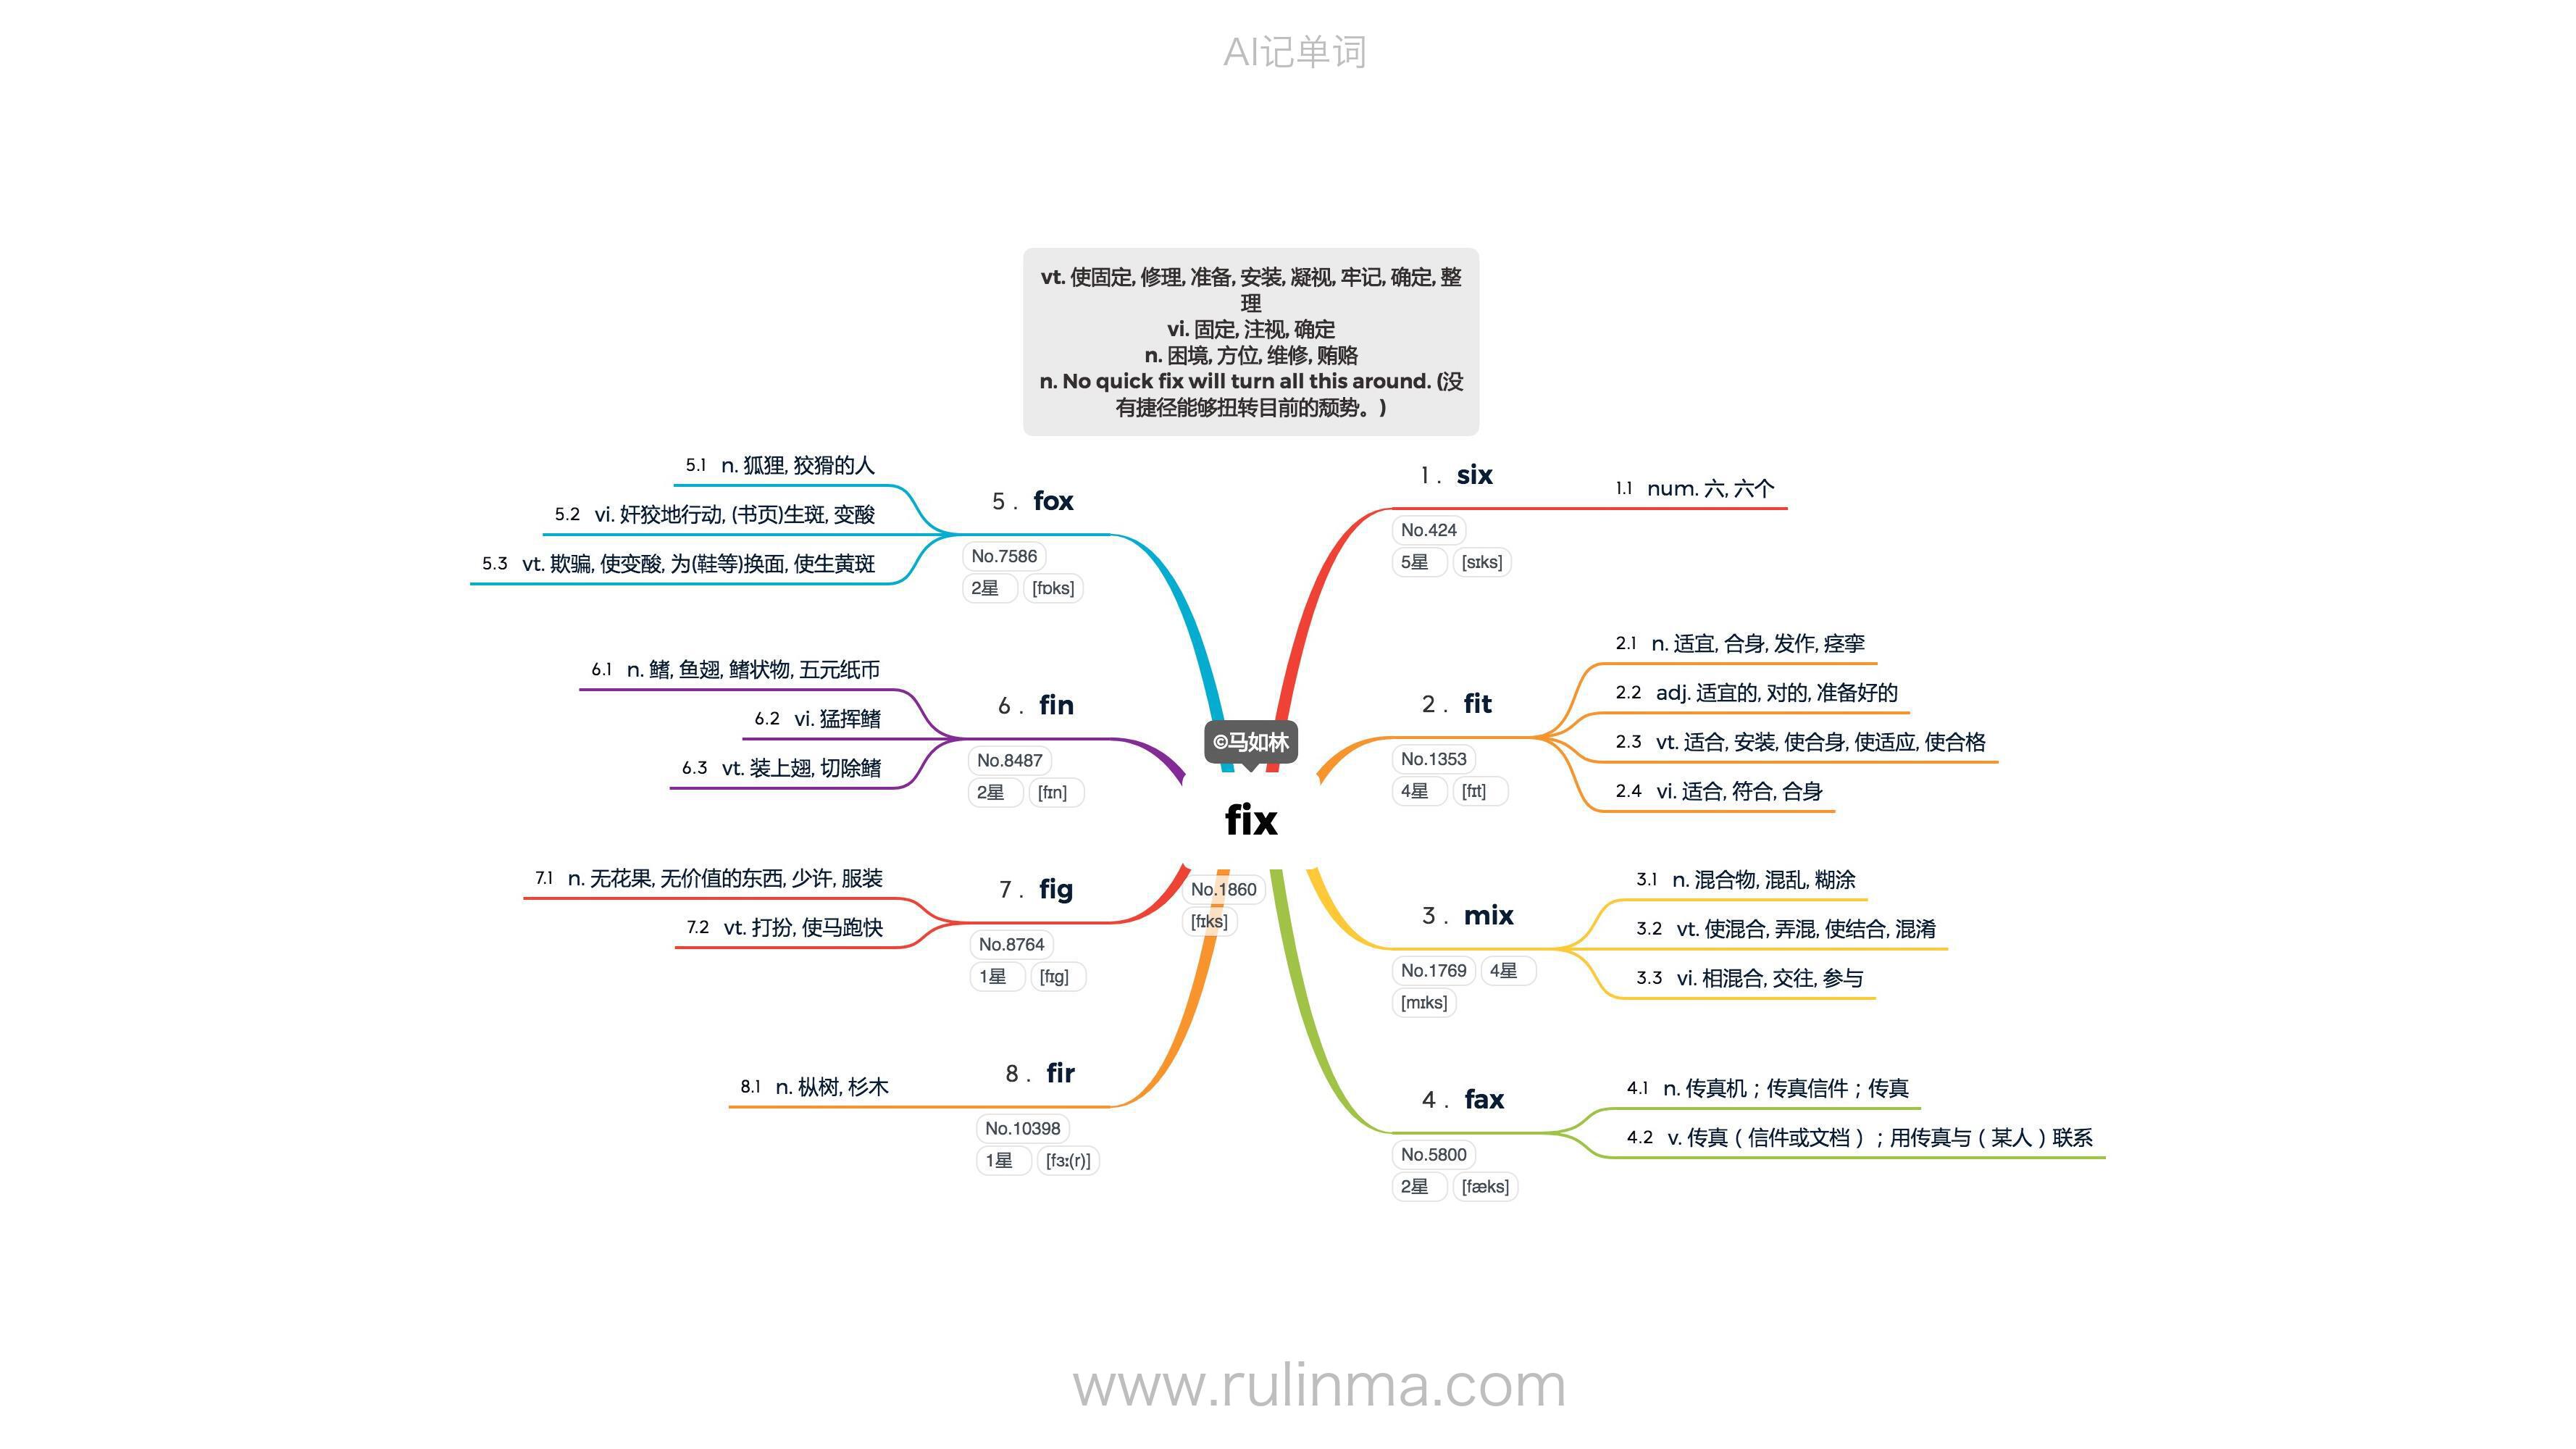 AI记单词
vt. 使固定, 修理, 准备, 安装, 凝视, 牢记, 确定, 整
理
vi. 固定, 注视, 确定
n. 困境, 方位, 维修, 贿赂
n. No quick fix will turn all this around. (没
有捷径能够扭转目前的颓势。)
©马如林
fix
No.1860
[fɪks]
1 . six
No.424
5星 [sɪks]
1.1 num. 六, 六个
2 . fit
No.1353
4星 [fɪt]
2.1 n. 适宜, 合身, 发作, 痉挛
2.2 adj. 适宜的, 对的, 准备好的
2.3 vt. 适合, 安装, 使合身, 使适应, 使合格
2.4 vi. 适合, 符合, 合身
3 . mix
No.1769 4星
[mɪks]
3.1 n. 混合物, 混乱, 糊涂
3.2 vt. 使混合, 弄混, 使结合, 混淆
3.3 vi. 相混合, 交往, 参与
4 . fax
No.5800
2星 [fæks]
4.1 n. 传真机；传真信件；传真
4.2 v. 传真（信件或文档）；用传真与（某人）联系
5 . fox
No.7586
2星 [fɒks]
5.1 n. 狐狸, 狡猾的人
5.2 vi. 奸狡地行动, (书页)生斑, 变酸
5.3 vt. 欺骗, 使变酸, 为(鞋等)换面, 使生黄斑
6 . fin
No.8487
2星 [fɪn]
6.1 n. 鳍, 鱼翅, 鳍状物, 五元纸币
6.2 vi. 猛挥鳍
6.3 vt. 装上翅, 切除鳍
7 . fig
No.8764
1星 [fɪg]
7.1 n. 无花果, 无价值的东西, 少许, 服装
7.2 vt. 打扮, 使马跑快
8 . fir
No.10398
1星 [fɜː(r)]
8.1 n. 枞树, 杉木
www.rulinma.com